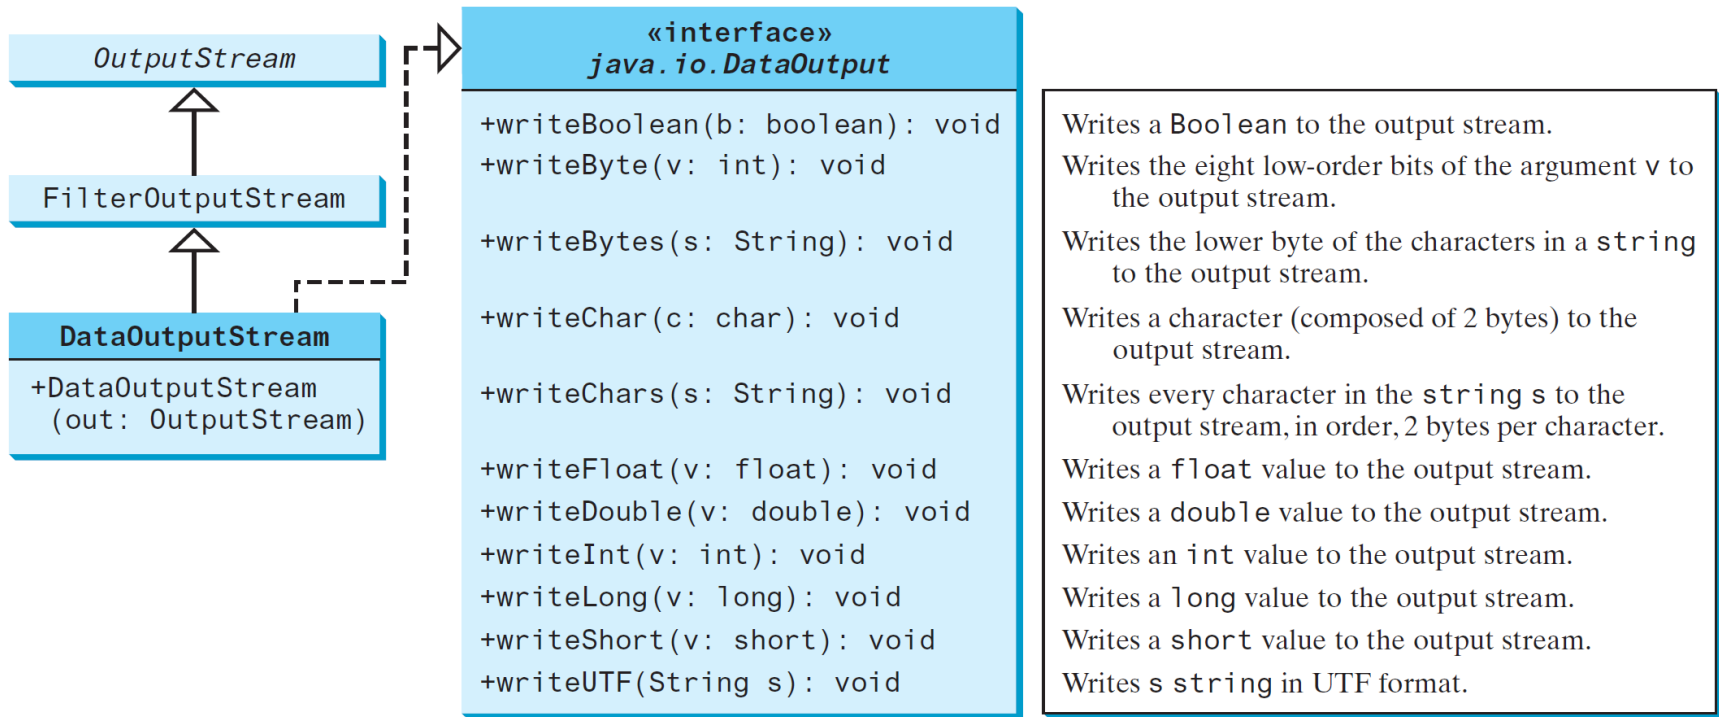 OutputStream
FilterOutputStream
DataOutputStream
+DataOutputStream
(out: OutputStream)
«interface»
java.io.DataOutput
+writeBoolean(b: boolean): void
+writeByte(v: int): void
+writeBytes(s: String): void
+writeChar(c: char): void
+writeChars(s: String): void
+writeFloat(v: float): void
+writeDouble(v: double): void
+writeInt(v: int): void
+writeLong(v: long): void
+writeShort(v: short): void
+writeUTF(String s): void
Writes a Boolean to the output stream.
Writes the eight low-order bits of the argument v to
the output stream.
Writes the lower byte of the characters in a string
to the output stream.
Writes a character (composed of 2 bytes) to the
output stream.
Writes every character in the string s to the
output stream, in order, 2 bytes per character.
Writes a float value to the output stream.
Writes a double value to the output stream.
Writes an int value to the output stream.
Writes a long value to the output stream.
Writes a short value to the output stream.
Writes s string in UTF format.